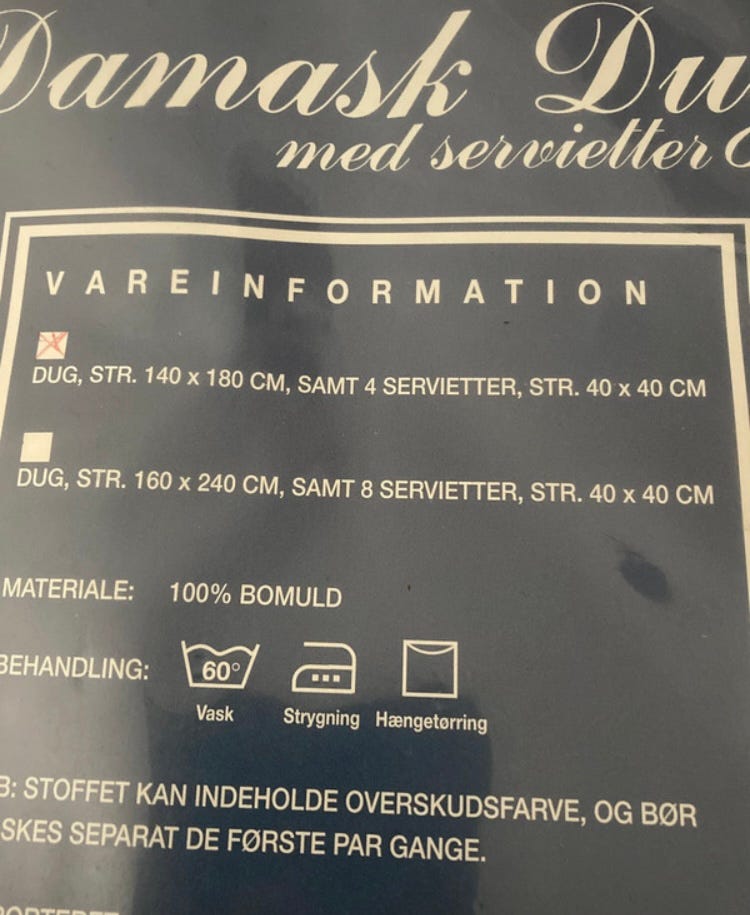 Damask Du
med servietter
VAREINFORMATION
DUG, STR. 140 x 180 CM, SAMT 4 SERVIETTER, STR. 40 x 40 CM
DUG, STR. 160 x 240 CM, SAMT 8 SERVIETTER, STR. 40 x 40 CM
MATERIALE: 100% BOMULD
BEHANDLING: 60°
Vask Strygning Hængetørring
B: STOFFET KAN INDEHOLDE OVERSKUDSFARVE, OG BØR
SKES SEPARAT DE FØRSTE PAR GANGE.